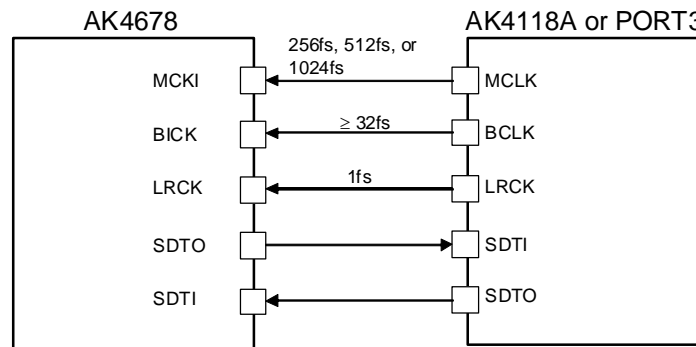 AK4678
AK4118A or PORT3
256fs, 512fs, or
1024fs
MCKI
MCLK
BICK
≥ 32fs
BCLK
LRCK
1fs
LRCK
SDTO
SDTI
SDTI
SDTO